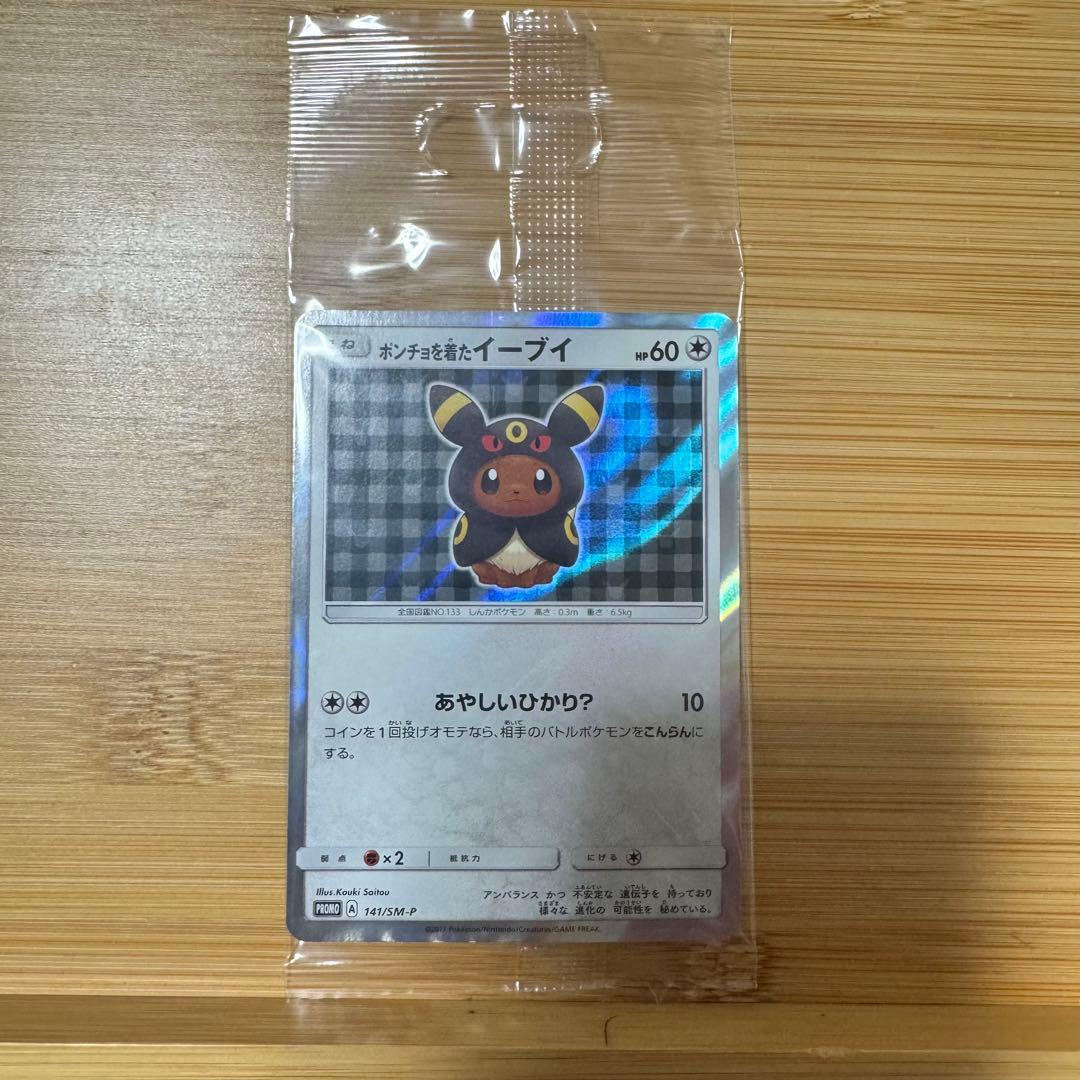 たね ポンチョを着たイーブイ HP60
全国図鑑NO.133 しんかポケモン 高さ：0.3m 重さ：6.5kg
あやしいひかり? 10
コインを1回投げオモテなら、相手のバトルポケモンをこんらんに
する。
弱点 ×2 抵抗力 にげる
Illus.Kouki Saitou
アンバランス かつ 不安定な 遺伝子を 持っており
様々な 進化の 可能性を 秘めている。
PROMO A 141/SM-P
©2017 Pokémon/Nintendo/Creatures/GAME FREAK.